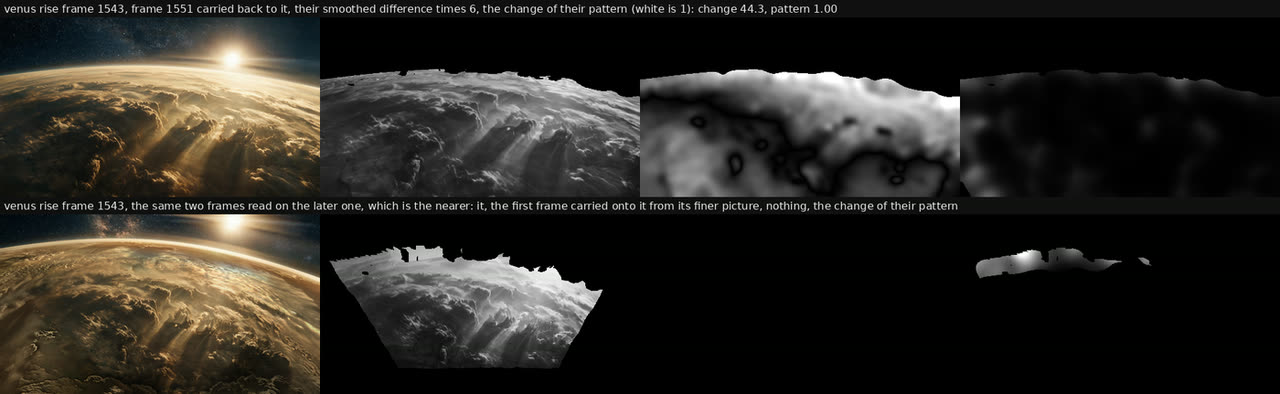 venus rise frame 1543, frame 1551 carried back to it, their smoothed difference times 6, the change of their pattern (white is 1): change 44.3, pattern 1.00
venus rise frame 1543, the same two frames read on the later one, which is the nearer: it, the first frame carried onto it from its finer picture, nothing, the change of their pattern